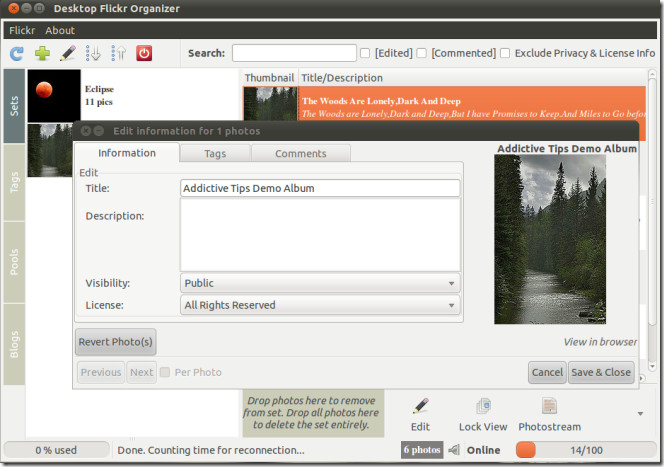 Desktop Flickr Organizer
Flickr About
Search: [Edited] [Commented] Exclude Privacy & License Info
Sets
Tags
Pools
Blogs
Eclipse
11 pics
Thumbnail Title/Description
The Woods Are Lonely,Dark And Deep
The Woods are Lonely,Dark and Deep,But I have Promises to Keep.And Miles to Go befor
Edit information for 1 photos
Information Tags Comments
Edit
Title: Addictive Tips Demo Album
Description:
Visibility: Public
License: All Rights Reserved
Addictive Tips Demo Album
View in browser
Revert Photo(s)
Previous Next Per Photo
Cancel Save & Close
Drop photos here to remove
from set. Drop all photos here
to delete the set entirely.
Edit Lock View Photostream
0 % used Done. Counting time for reconnection... 6 photos Online 14/100